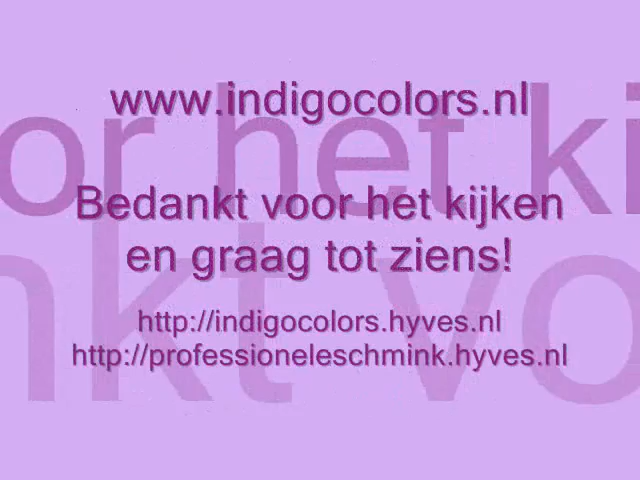 www.indigocolors.nl
Bedankt voor het kijken
en graag tot ziens!
http://indigocolors.hyves.nl
http://professioneleschmink.hyves.nl